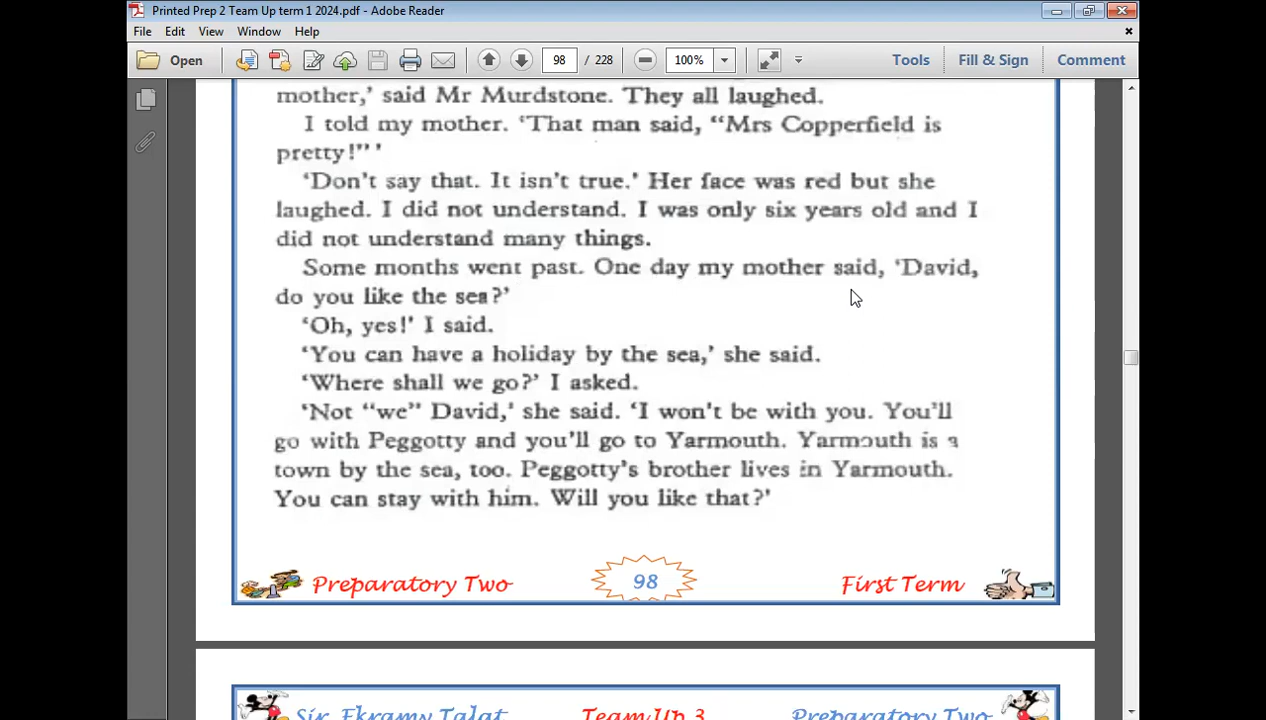 Printed Prep 2 Team Up term 1 2024.pdf - Adobe Reader
File Edit View Window Help
Open 98 / 228 100% Tools Fill & Sign Comment
mother,' said Mr Murdstone. They all laughed.
I told my mother. 'That man said, "Mrs Copperfield is
pretty!"'
'Don't say that. It isn't true.' Her face was red but she
laughed. I did not understand. I was only six years old and I
did not understand many things.
Some months went past. One day my mother said, 'David,
do you like the sea?'
'Oh, yes!' I said.
'You can have a holiday by the sea,' she said.
'Where shall we go?' I asked.
'Not "we" David,' she said. 'I won't be with you. You'll
go with Peggotty and you'll go to Yarmouth. Yarmouth is a
town by the sea, too. Peggotty's brother lives in Yarmouth.
You can stay with him. Will you like that?'
Preparatory Two 98 First Term
Sir Ekramy Talat Team Up 3 Preparatory Two